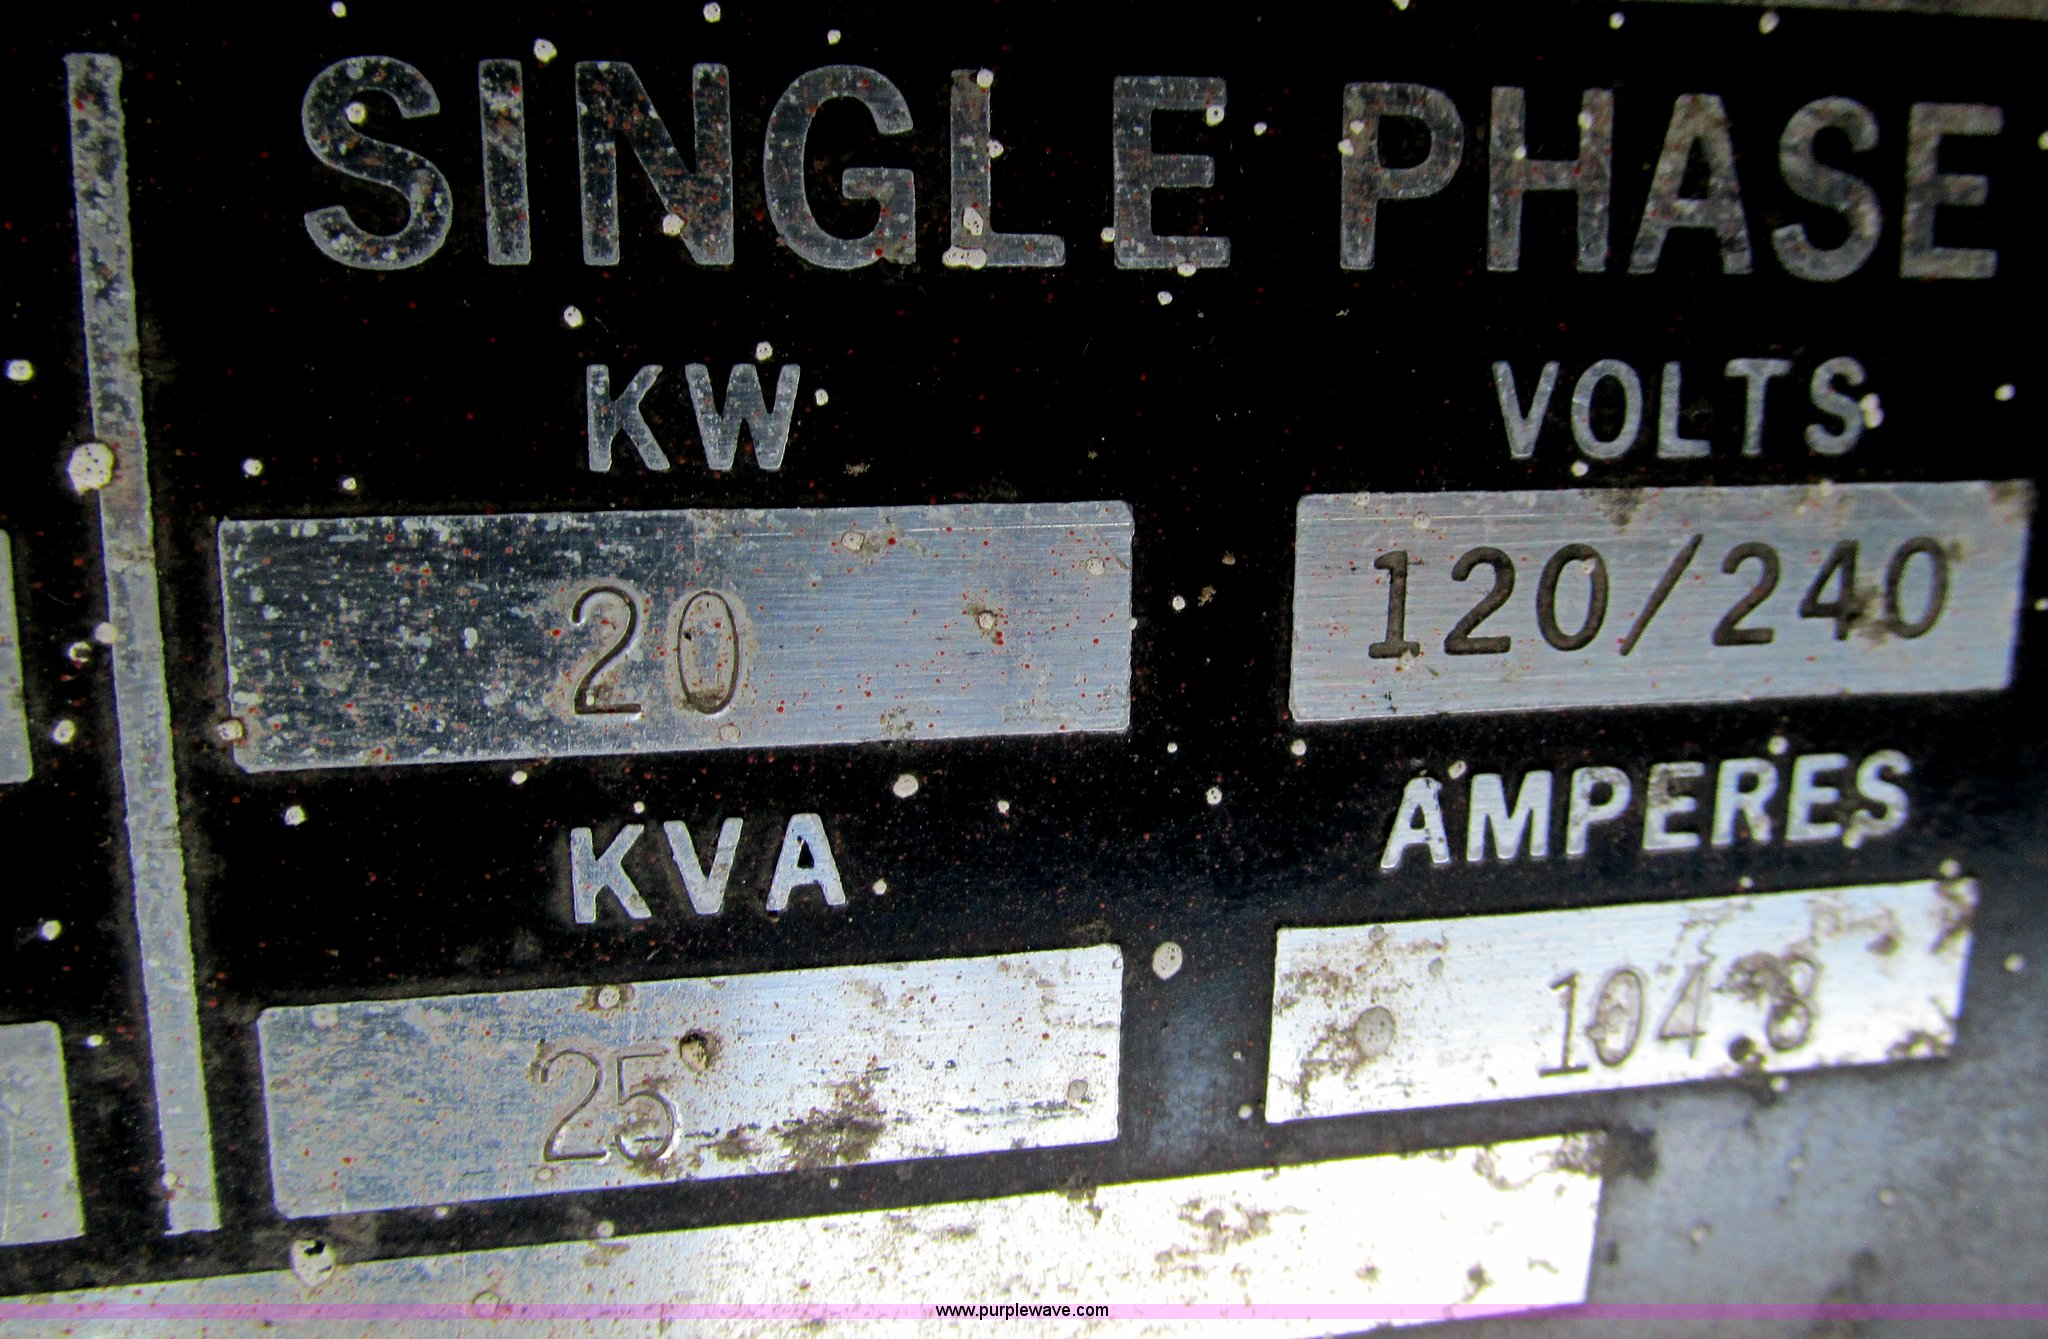 SINGLE PHASE
KW VOLTS
20 120/240
KVA AMPERES
25 104.8
www.purplewave.com